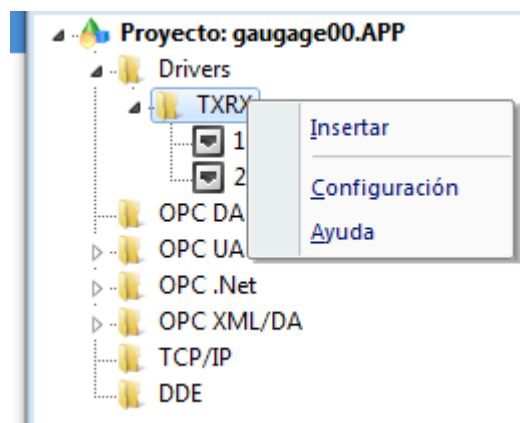 Proyecto: gaugage00.APP
Drivers
TXRX
Insertar
1
2
Configuración
OPC DA
Ayuda
OPC UA
OPC .Net
OPC XML/DA
TCP/IP
DDE